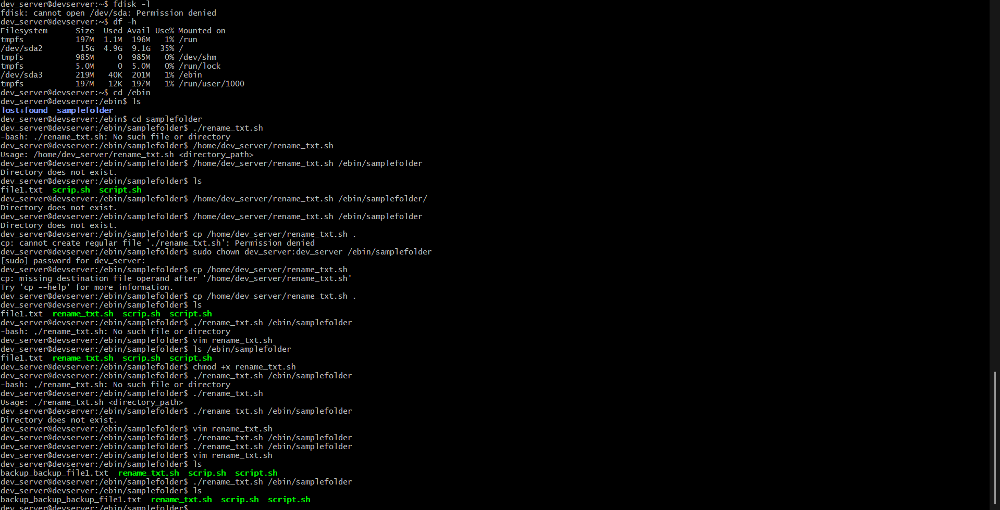 dev_server@devserver:~$ fdisk -l
fdisk: cannot open /dev/sda: Permission denied
dev_server@devserver:~$ df -h
Filesystem      Size  Used Avail Use% Mounted on
tmpfs           197M  1.1M  196M   1% /run
/dev/sda2        15G  4.9G  9.1G  35% /
tmpfs           985M     0  985M   0% /dev/shm
tmpfs           5.0M     0  5.0M   0% /run/lock
/dev/sda3       219M   40K  201M   1% /ebin
tmpfs           197M   12K  197M   1% /run/user/1000
dev_server@devserver:~$ cd /ebin
dev_server@devserver:/ebin$ ls
lost+found  samplefolder
dev_server@devserver:/ebin$ cd samplefolder
dev_server@devserver:/ebin/samplefolder$ ./rename_txt.sh
-bash: ./rename_txt.sh: No such file or directory
dev_server@devserver:/ebin/samplefolder$ /home/dev_server/rename_txt.sh
Usage: /home/dev_server/rename_txt.sh <directory_path>
dev_server@devserver:/ebin/samplefolder$ /home/dev_server/rename_txt.sh /ebin/samplefolder
Directory does not exist.
dev_server@devserver:/ebin/samplefolder$ ls
file1.txt  scrip.sh  script.sh
dev_server@devserver:/ebin/samplefolder$ /home/dev_server/rename_txt.sh /ebin/samplefolder/
Directory does not exist.
dev_server@devserver:/ebin/samplefolder$ /home/dev_server/rename_txt.sh /ebin/samplefolder
Directory does not exist.
dev_server@devserver:/ebin/samplefolder$ cp /home/dev_server/rename_txt.sh .
cp: cannot create regular file './rename_txt.sh': Permission denied
dev_server@devserver:/ebin/samplefolder$ sudo chown dev_server:dev_server /ebin/samplefolder
[sudo] password for dev_server:
dev_server@devserver:/ebin/samplefolder$ cp /home/dev_server/rename_txt.sh
cp: missing destination file operand after '/home/dev_server/rename_txt.sh'
Try 'cp --help' for more information.
dev_server@devserver:/ebin/samplefolder$ cp /home/dev_server/rename_txt.sh .
dev_server@devserver:/ebin/samplefolder$ ls
file1.txt  rename_txt.sh  scrip.sh  script.sh
dev_server@devserver:/ebin/samplefolder$ ,/rename_txt.sh /ebin/samplefolder
-bash: ,/rename_txt.sh: No such file or directory
dev_server@devserver:/ebin/samplefolder$ vim rename_txt.sh
dev_server@devserver:/ebin/samplefolder$ ls /ebin/samplefolder
file1.txt  rename_txt.sh  scrip.sh  script.sh
dev_server@devserver:/ebin/samplefolder$ chmod +x rename_txt.sh
dev_server@devserver:/ebin/samplefolder$ ,/rename_txt.sh /ebin/samplefolder
-bash: ,/rename_txt.sh: No such file or directory
dev_server@devserver:/ebin/samplefolder$ ./rename_txt.sh
Usage: ./rename_txt.sh <directory_path>
dev_server@devserver:/ebin/samplefolder$ ./rename_txt.sh /ebin/samplefolder
Directory does not exist.
dev_server@devserver:/ebin/samplefolder$ vim rename_txt.sh
dev_server@devserver:/ebin/samplefolder$ ./rename_txt.sh /ebin/samplefolder
dev_server@devserver:/ebin/samplefolder$ ./rename_txt.sh /ebin/samplefolder
dev_server@devserver:/ebin/samplefolder$ vim rename_txt.sh
dev_server@devserver:/ebin/samplefolder$ ls
backup_backup_file1.txt  rename_txt.sh  scrip.sh  script.sh
dev_server@devserver:/ebin/samplefolder$ ./rename_txt.sh /ebin/samplefolder
dev_server@devserver:/ebin/samplefolder$ ls
backup_backup_backup_file1.txt  rename_txt.sh  scrip.sh  script.sh
dev_server@devserver:/ebin/samplefolder$